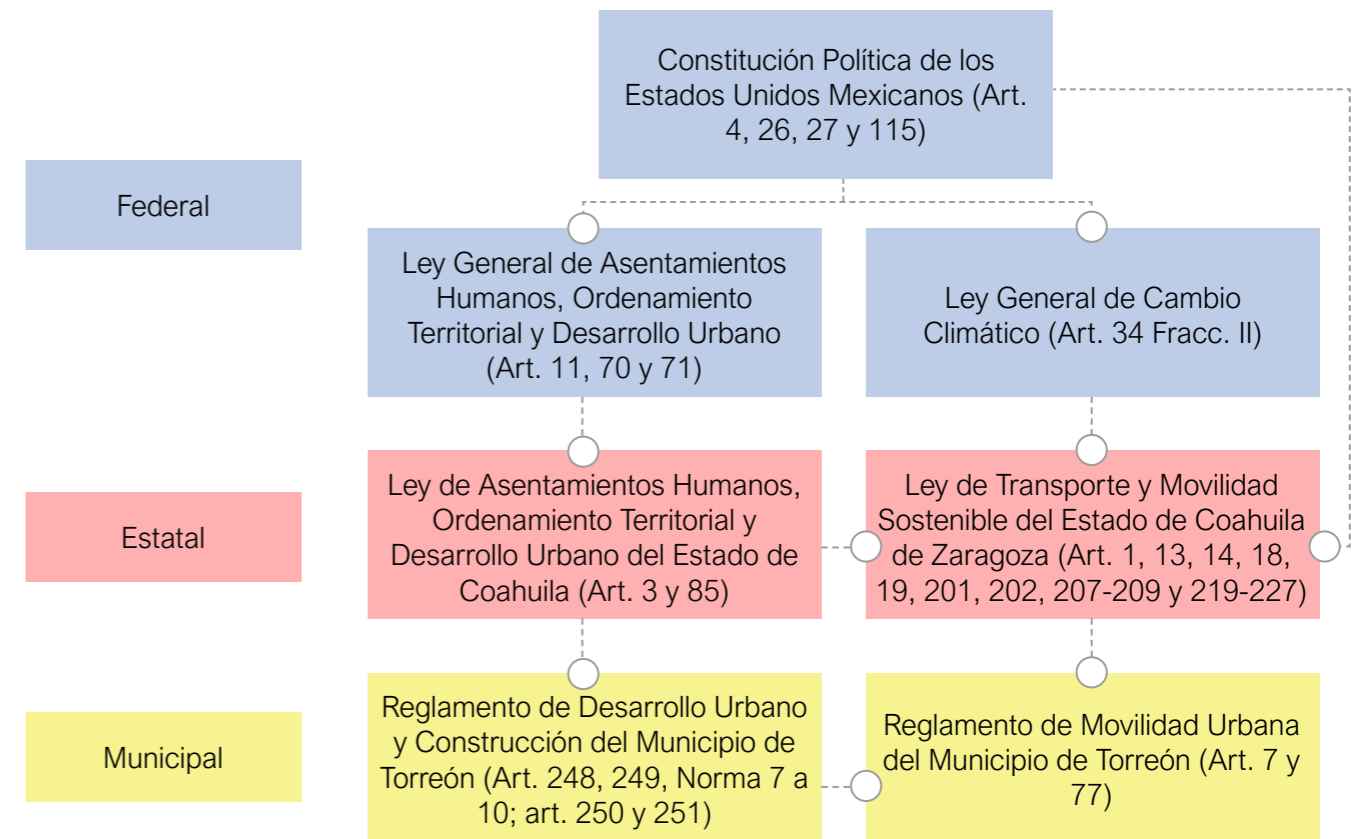 Constitución Política de los
Estados Unidos Mexicanos (Art.
4, 26, 27 y 115)
Federal
Ley General de Asentamientos
Humanos, Ordenamiento
Territorial y Desarrollo Urbano
(Art. 11, 70 y 71)
Ley General de Cambio
Climático (Art. 34 Fracc. II)
Estatal
Ley de Asentamientos Humanos,
Ordenamiento Territorial y
Desarrollo Urbano del Estado de
Coahuila (Art. 3 y 85)
Ley de Transporte y Movilidad
Sostenible del Estado de Coahuila
de Zaragoza (Art. 1, 13, 14, 18,
19, 201, 202, 207-209 y 219-227)
Municipal
Reglamento de Desarrollo Urbano
y Construcción del Municipio de
Torreón (Art. 248, 249, Norma 7 a
10; art. 250 y 251)
Reglamento de Movilidad Urbana
del Municipio de Torreón (Art. 7 y
77)